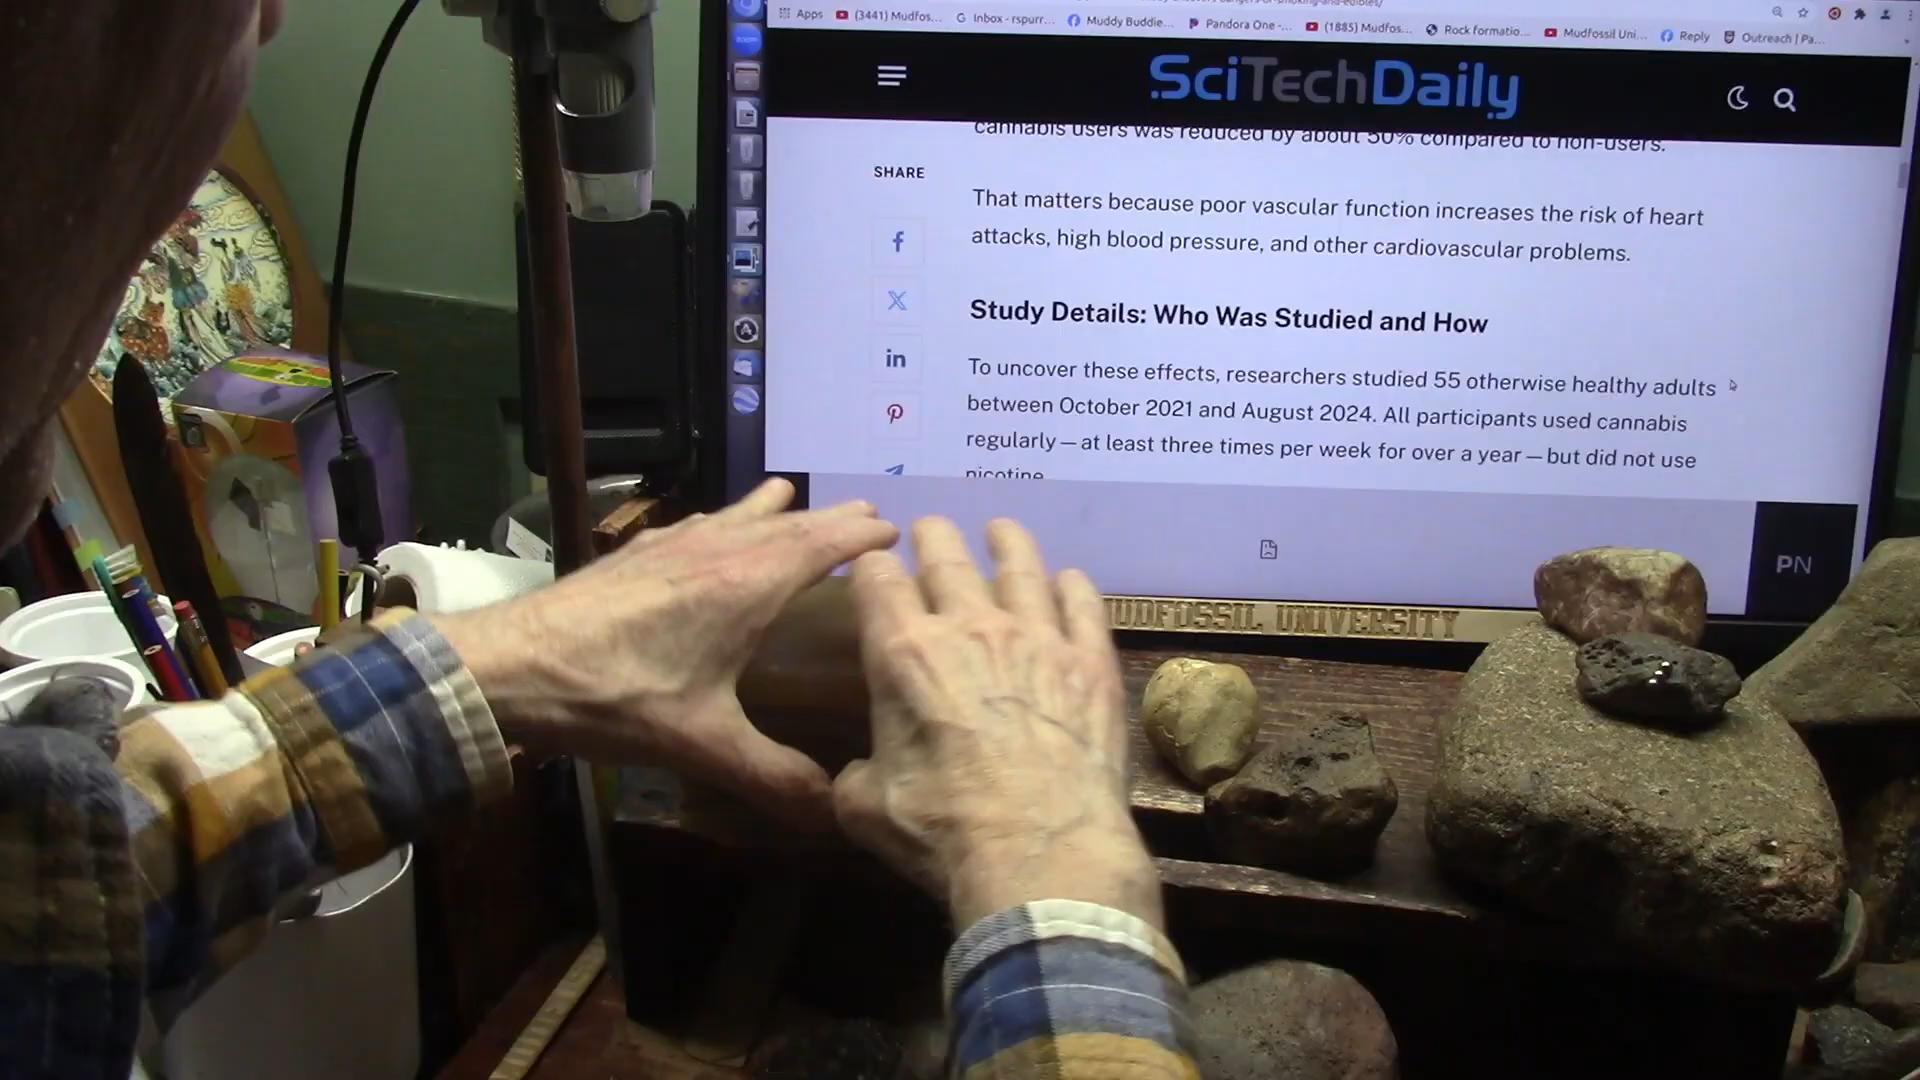 Apps
(3441) Mudfos...
Inbox - rspurr...
Muddy Buddie...
Pandora One -...
(1885) Mudfos...
Rock formatio...
Mudfossil Uni...
Reply
Outreach | Pa...
SciTechDaily
cannabis users was reduced by about 50% compared to non-users.
SHARE
That matters because poor vascular function increases the risk of heart
attacks, high blood pressure, and other cardiovascular problems.
Study Details: Who Was Studied and How
To uncover these effects, researchers studied 55 otherwise healthy adults
between October 2021 and August 2024. All participants used cannabis
regularly — at least three times per week for over a year — but did not use
nicotine
PN
MUDFOSSIL UNIVERSITY